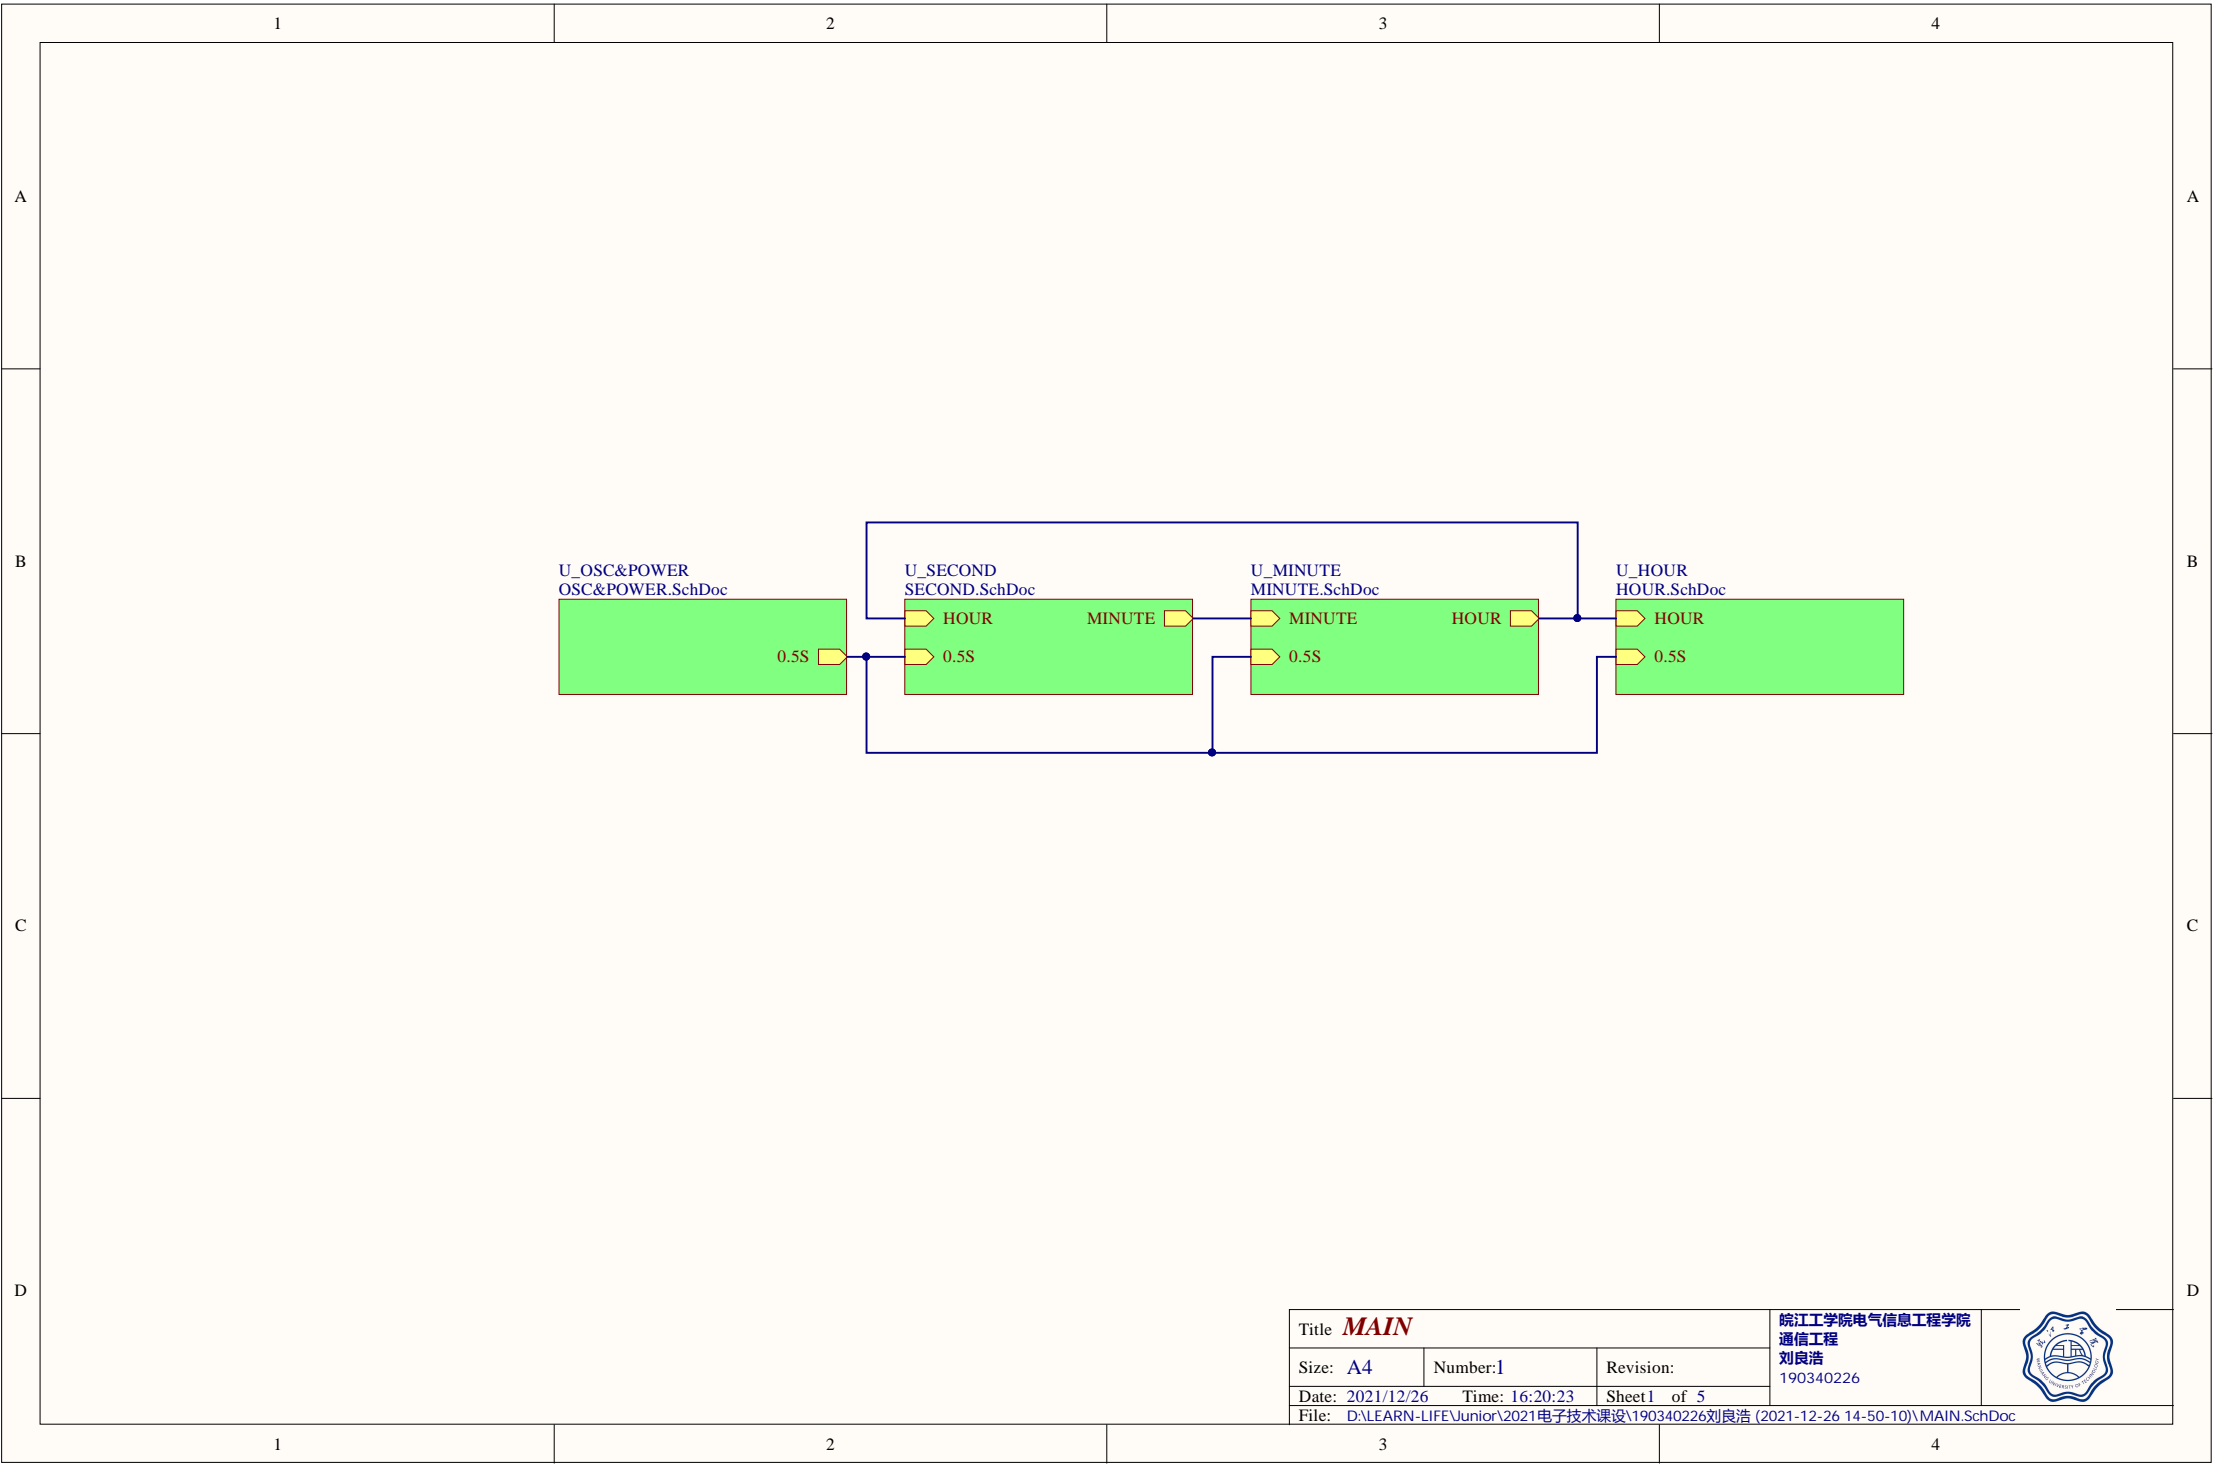 1 2 3 4
A A
U_OSC&POWER U_SECOND U_MINUTE U_HOUR
OSC&POWER.SchDoc SECOND.SchDoc MINUTE.SchDoc HOUR.SchDoc
B B
HOUR MINUTE MINUTE HOUR HOUR
0.5S 0.5S 0.5S 0.5S
C C
D D
Title MAIN
Size: A4 Number:1 Revision:
Date: 2021/12/26 Time: 16:20:23 Sheet1 of 5
File: D:\LEARN-LIFE\Junior\2021电子技术课设\190340226刘良浩 (2021-12-26 14-50-10)\MAIN.SchDoc
皖江工学院电气信息工程学院
通信工程
刘良浩
190340226
1 2 3 4